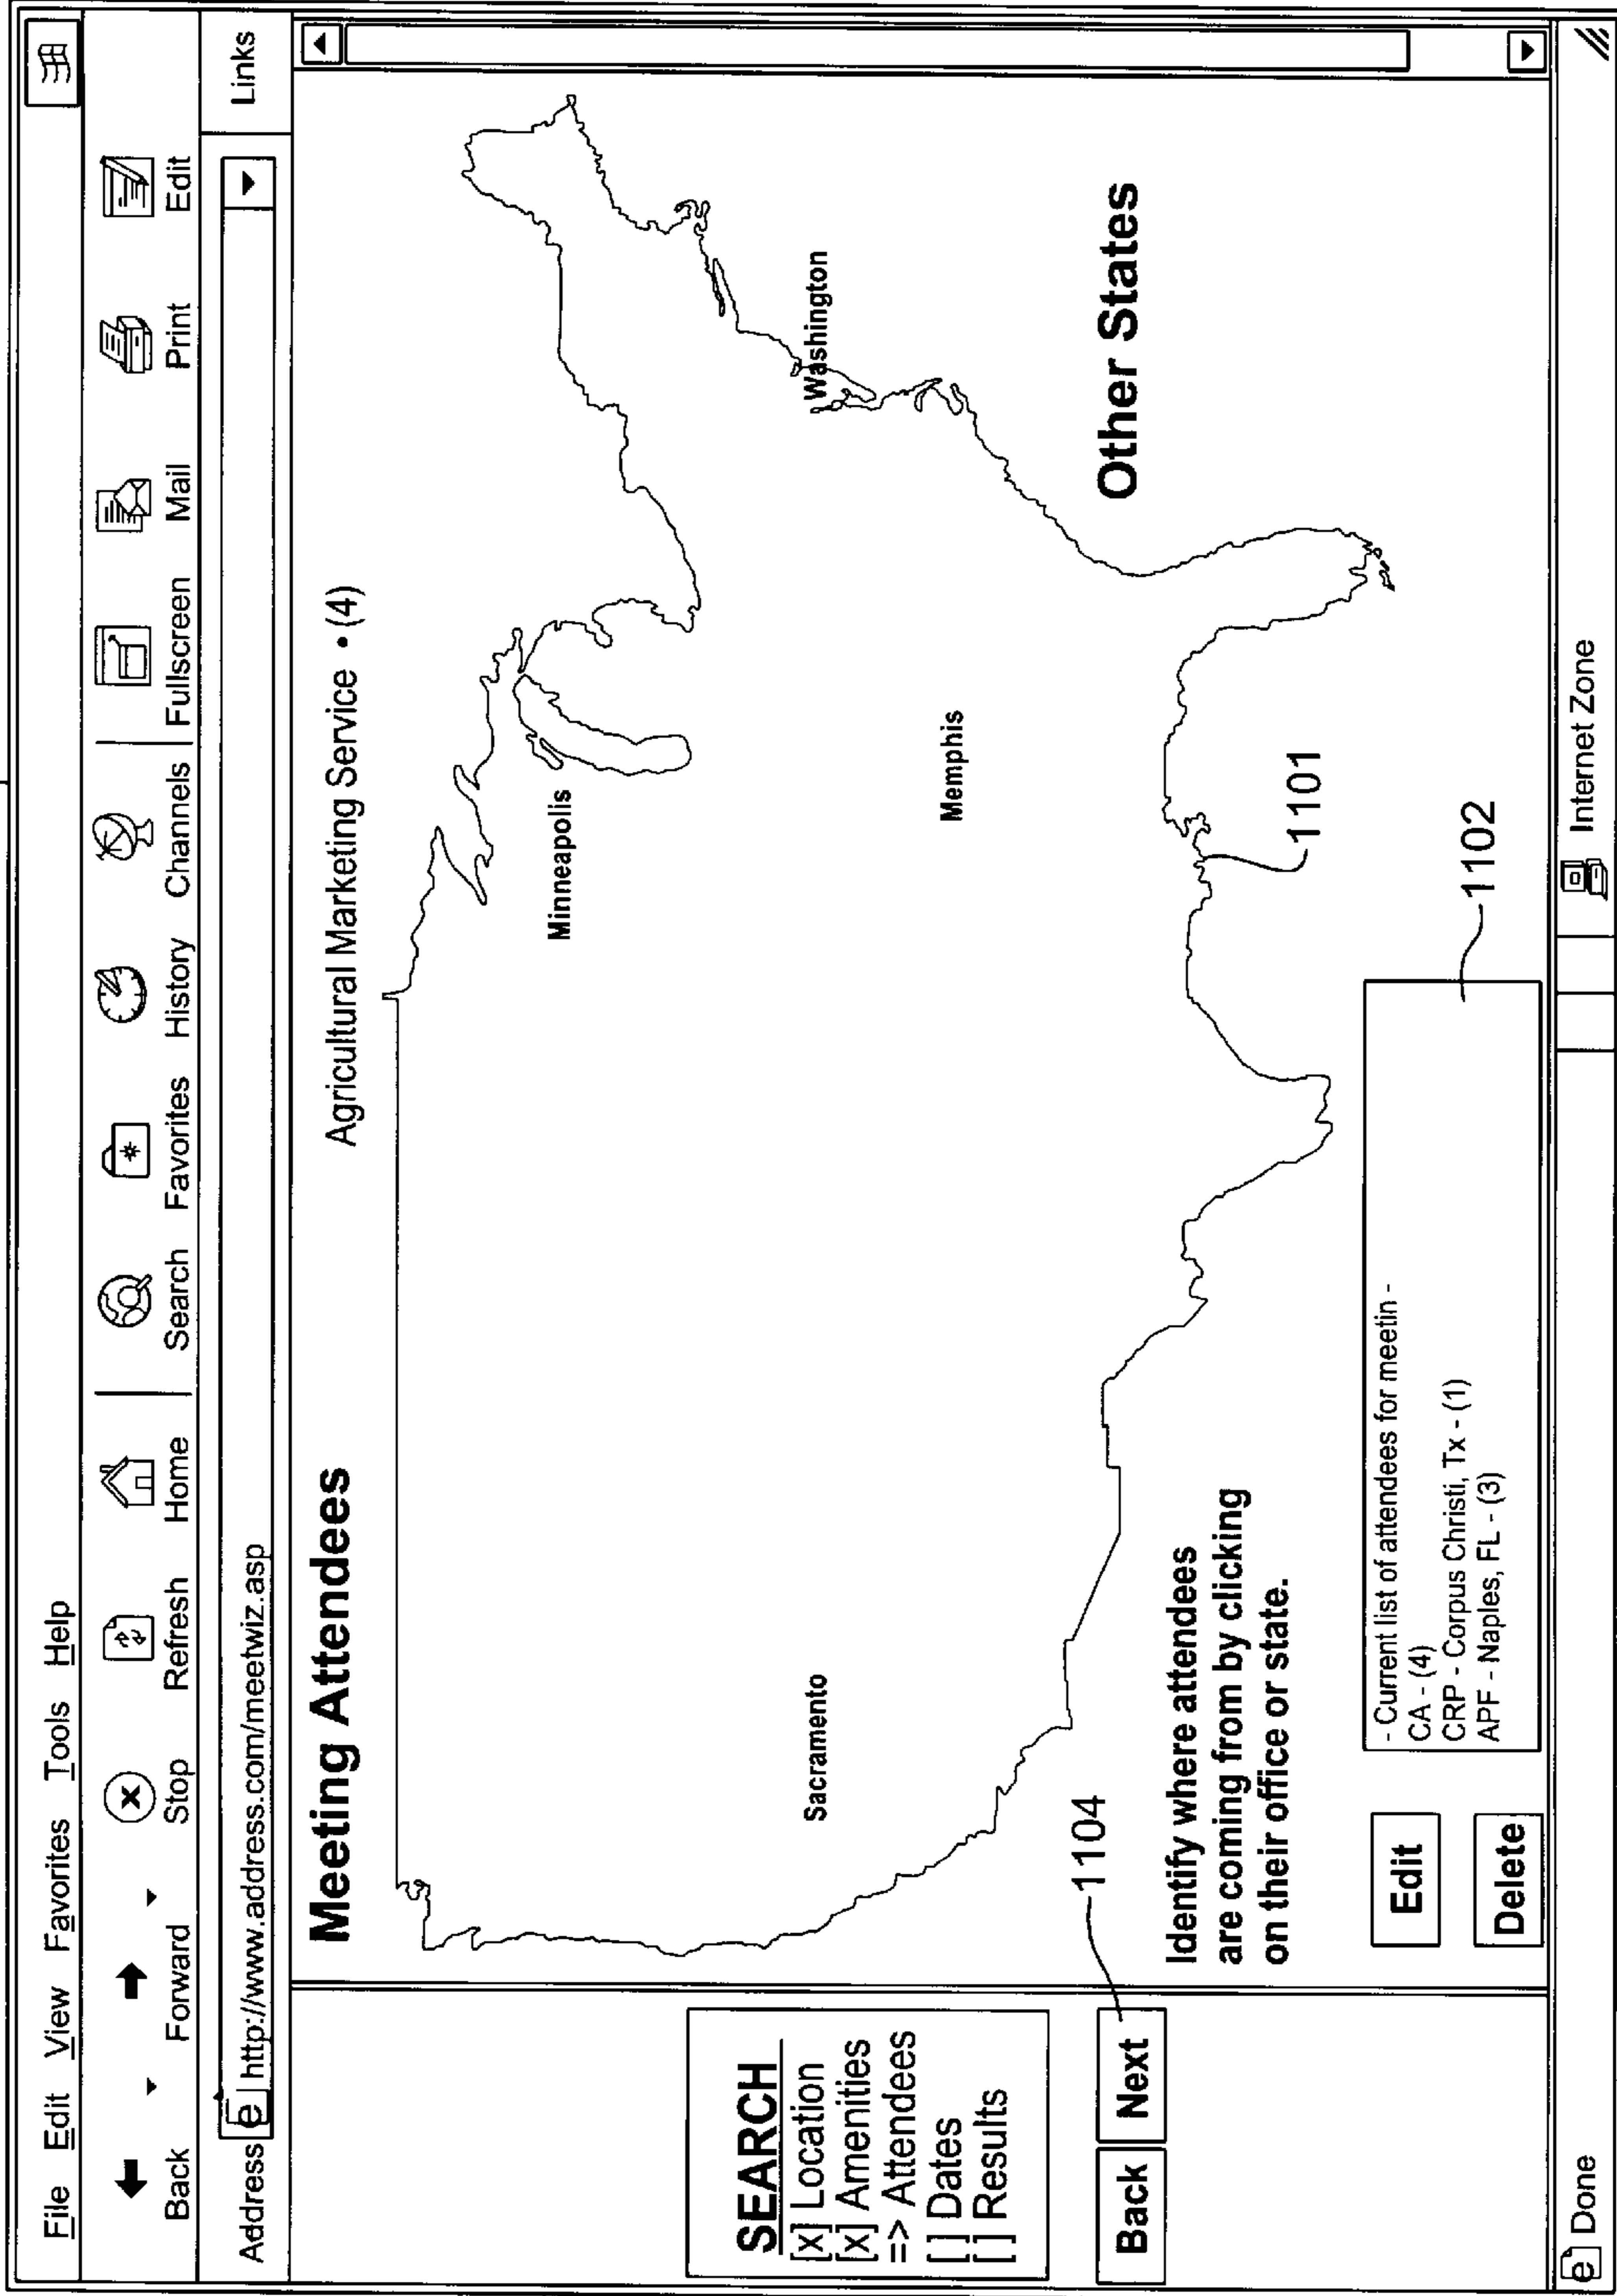 File Edit View Favorites Tools Help
Back Forward Stop Refresh Home Search Favorites History Channels Fullscreen Mail Print Edit
Address http://www.address.com/meetwiz.asp Links
SEARCH
[x] Location
[x] Amenities
=> Attendees
[ ] Dates
[ ] Results
Back Next
1104
Meeting Attendees
Agricultural Marketing Service • (4)
Minneapolis
Sacramento
Washington
Memphis
Other States
1101
Identify where attendees
are coming from by clicking
on their office or state.
Edit
Delete
- Current list of attendees for meetin -
CA - (4)
CRP - Corpus Christi, Tx - (1)
APF - Naples, FL - (3)
1102
Done Internet Zone